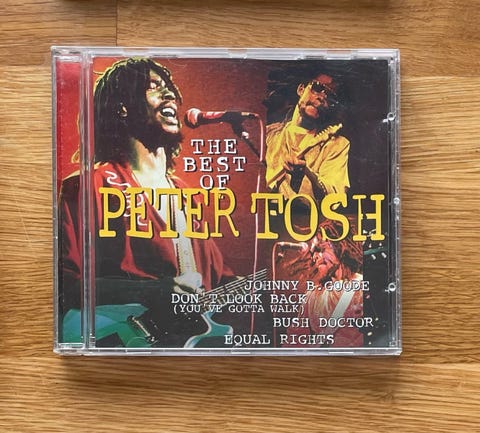 THE
BEST
OF
PETER TOSH
JOHNNY B.GOODE
DON'T LOOK BACK
(YOU'VE GOTTA WALK)
BUSH DOCTOR
EQUAL RIGHTS